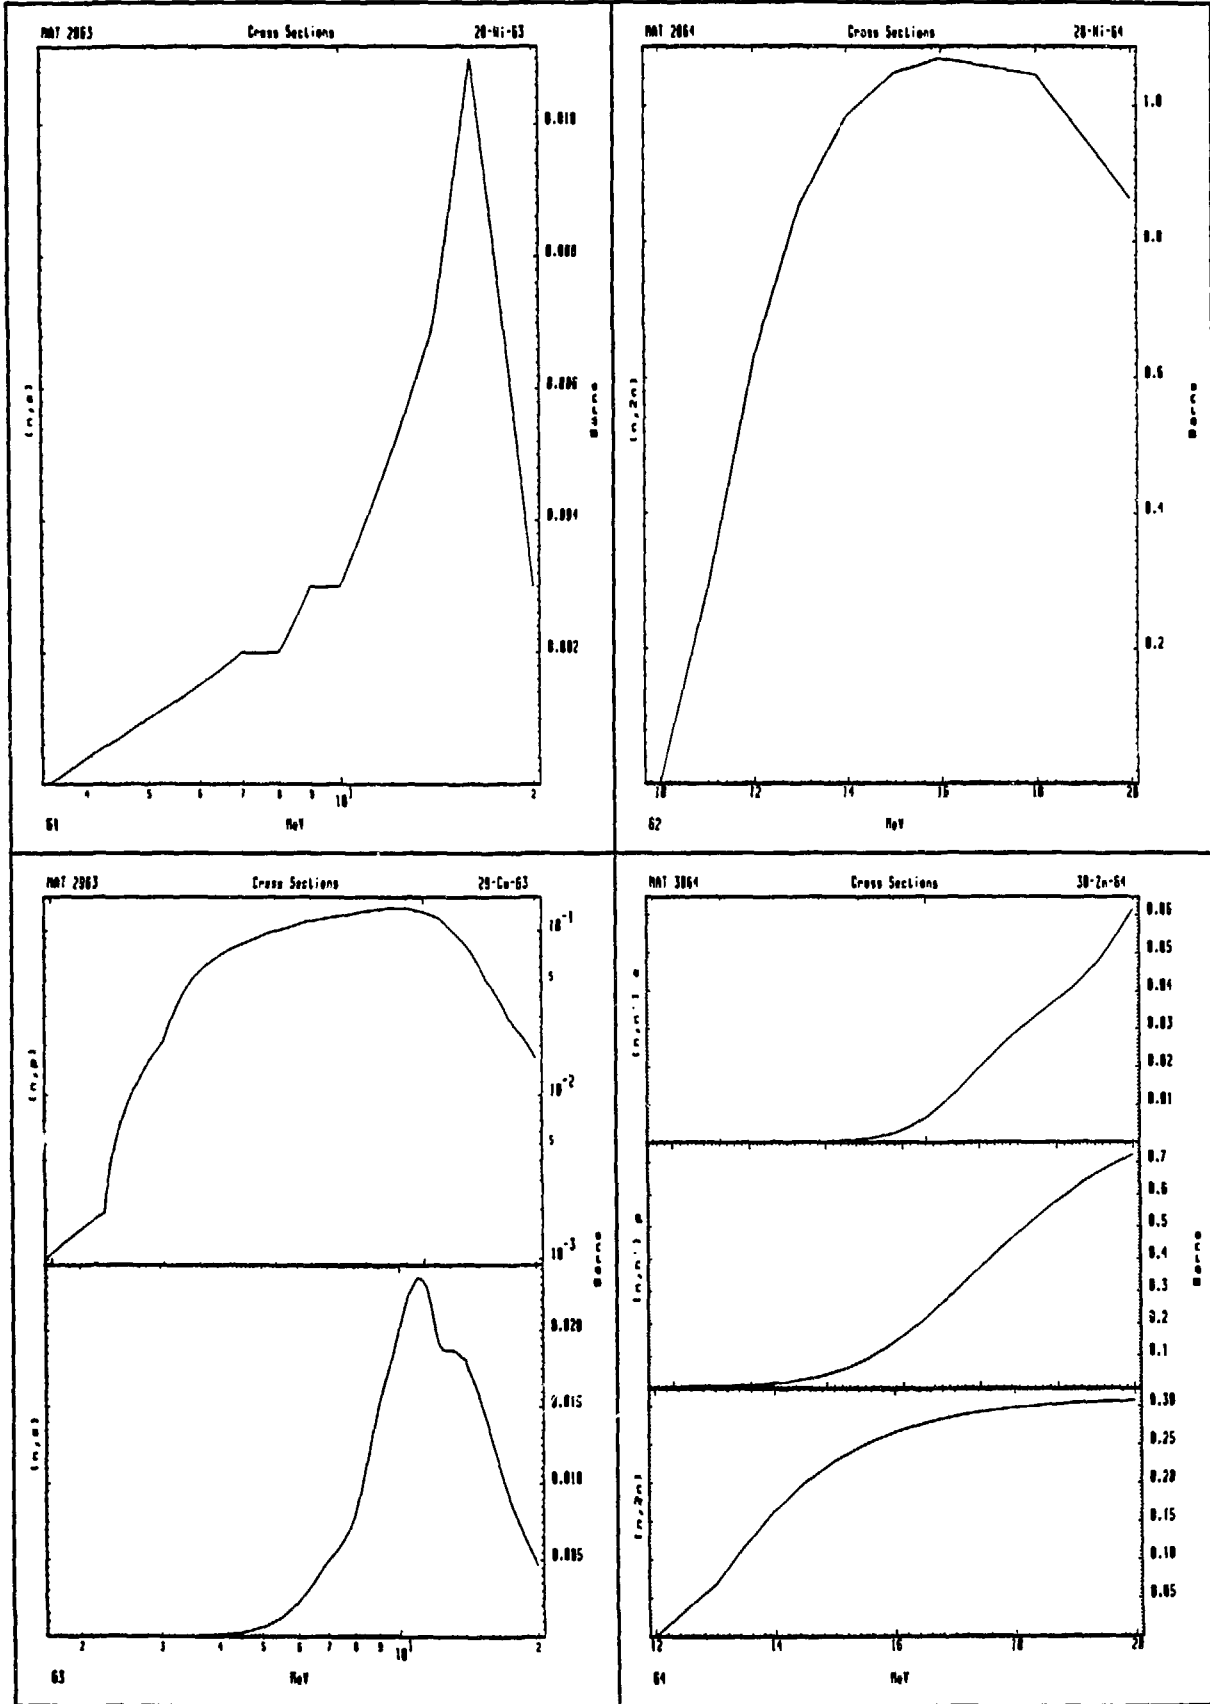 MAT 2863 Cross Sections 28-Ni-63
0.010
0.008
0.006
0.004
0.002
Barns
4 5 6 7 8 9 10¹ 2
61 MeV
MAT 2864 Cross Sections 28-Ni-64
(n,2n)
1.0
0.8
0.6
0.4
0.2
Barns
10 12 14 16 18 20
62 MeV
MAT 2963 Cross Sections 29-Cu-63
(n,p)
10⁻¹
5
10⁻²
5
10⁻³
Barns
0.020
0.015
0.010
0.005
2 3 4 5 6 7 8 9 10¹ 2
63 MeV
MAT 3064 Cross Sections 30-Zn-64
0.06
0.05
0.04
0.03
0.02
0.01
(n,n') p
0.7
0.6
0.5
0.4
0.3
0.2
0.1
Barns
(n,2n)
0.30
0.25
0.20
0.15
0.10
0.05
12 14 16 18 20
64 MeV